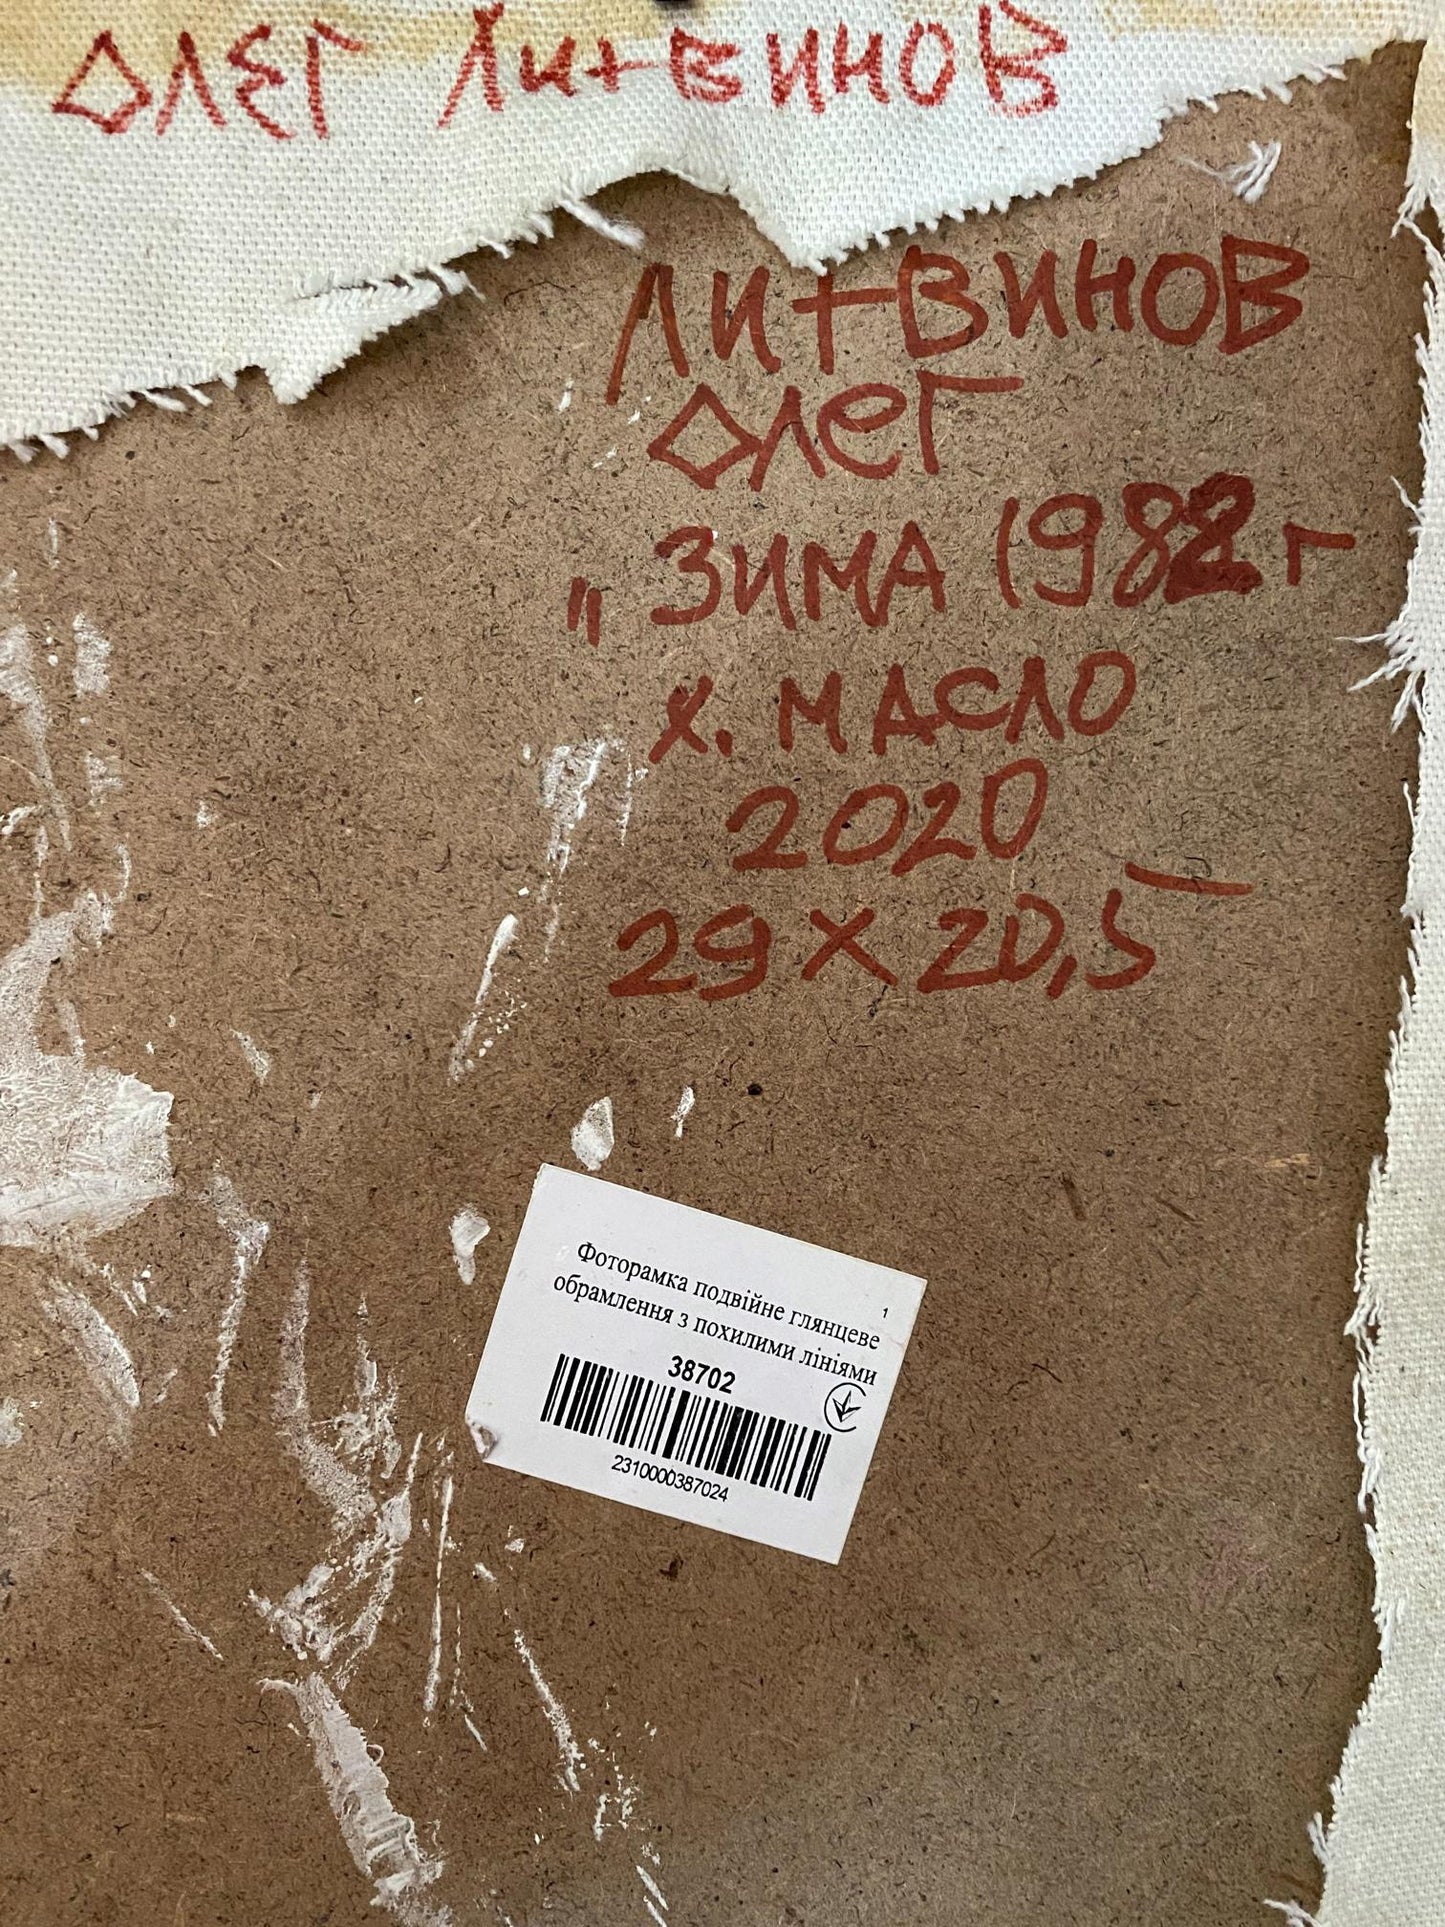 ОЛЕГ ЛИТВИНОВ
ЛИТВИНОВ
ОЛЕГ
„ ЗИМА 1982 г
х. МАСЛО
2020
29 X 20,5
Фоторамка подвійне глянцеве
1
обрамлення з похилими лініями
38702
2310000387024